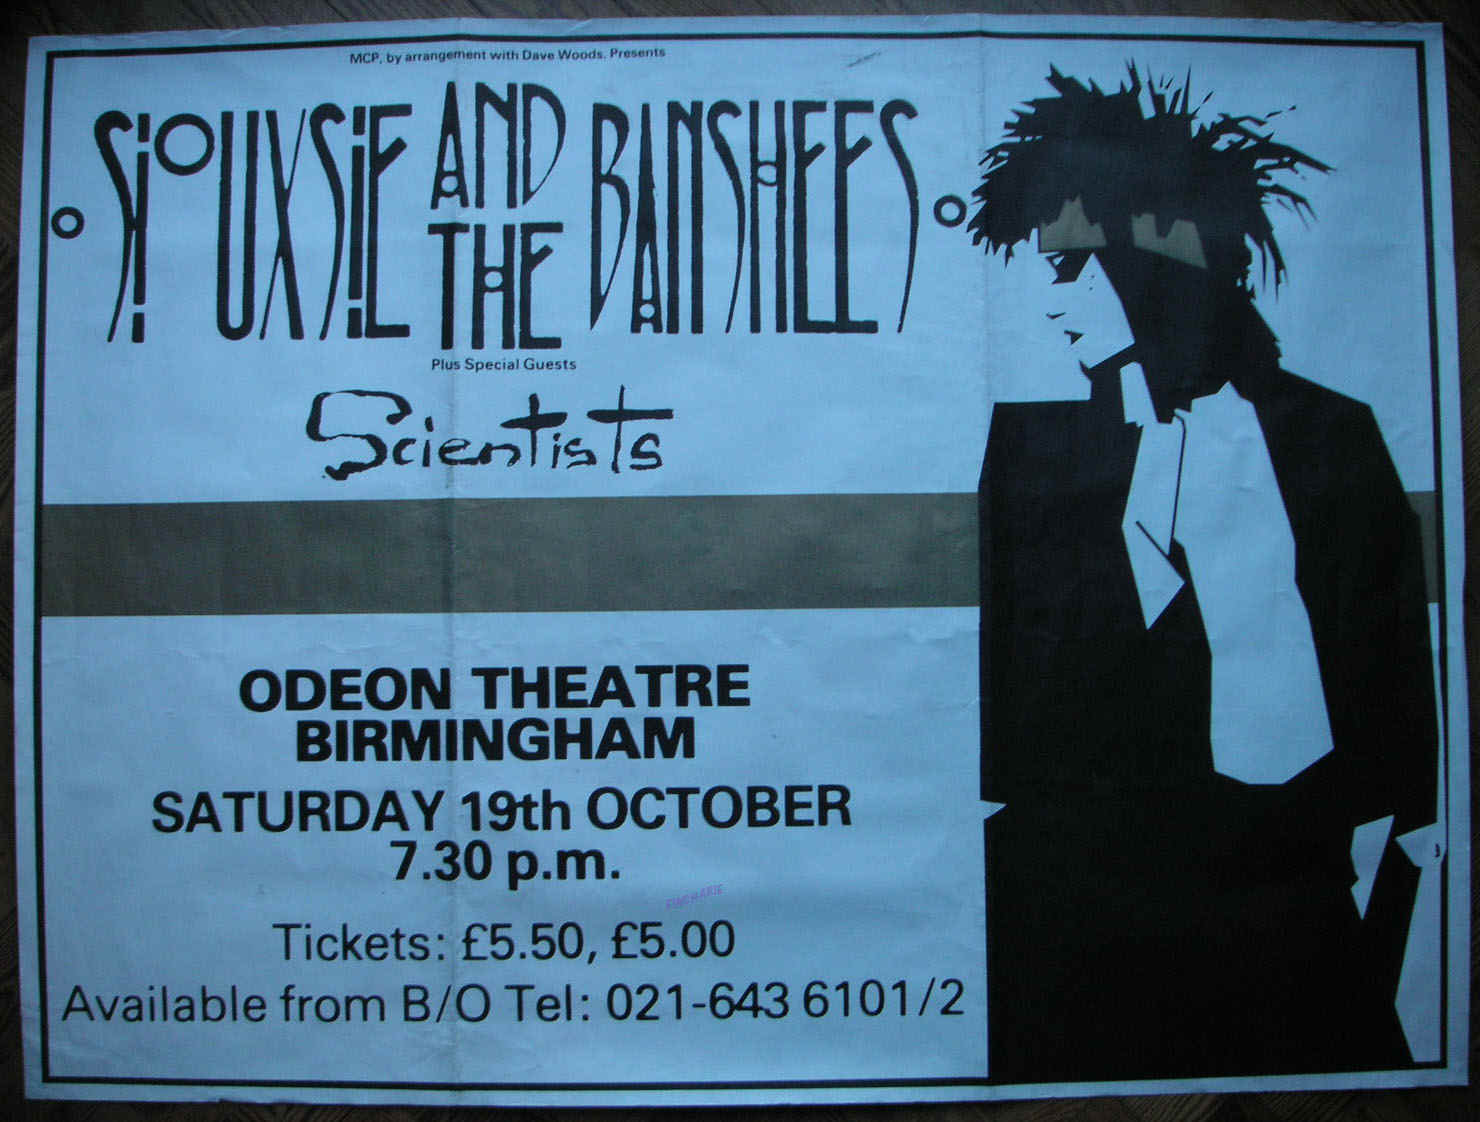 MCP, by arrangement with Dave Woods, Presents
SiOUXSiE AND THE BANSHEES
Plus Special Guests
Scientists
ODEON THEATRE
BIRMINGHAM
SATURDAY 19th OCTOBER
7.30 p.m.
Tickets: £5.50, £5.00
Available from B/O Tel: 021-643 6101/2